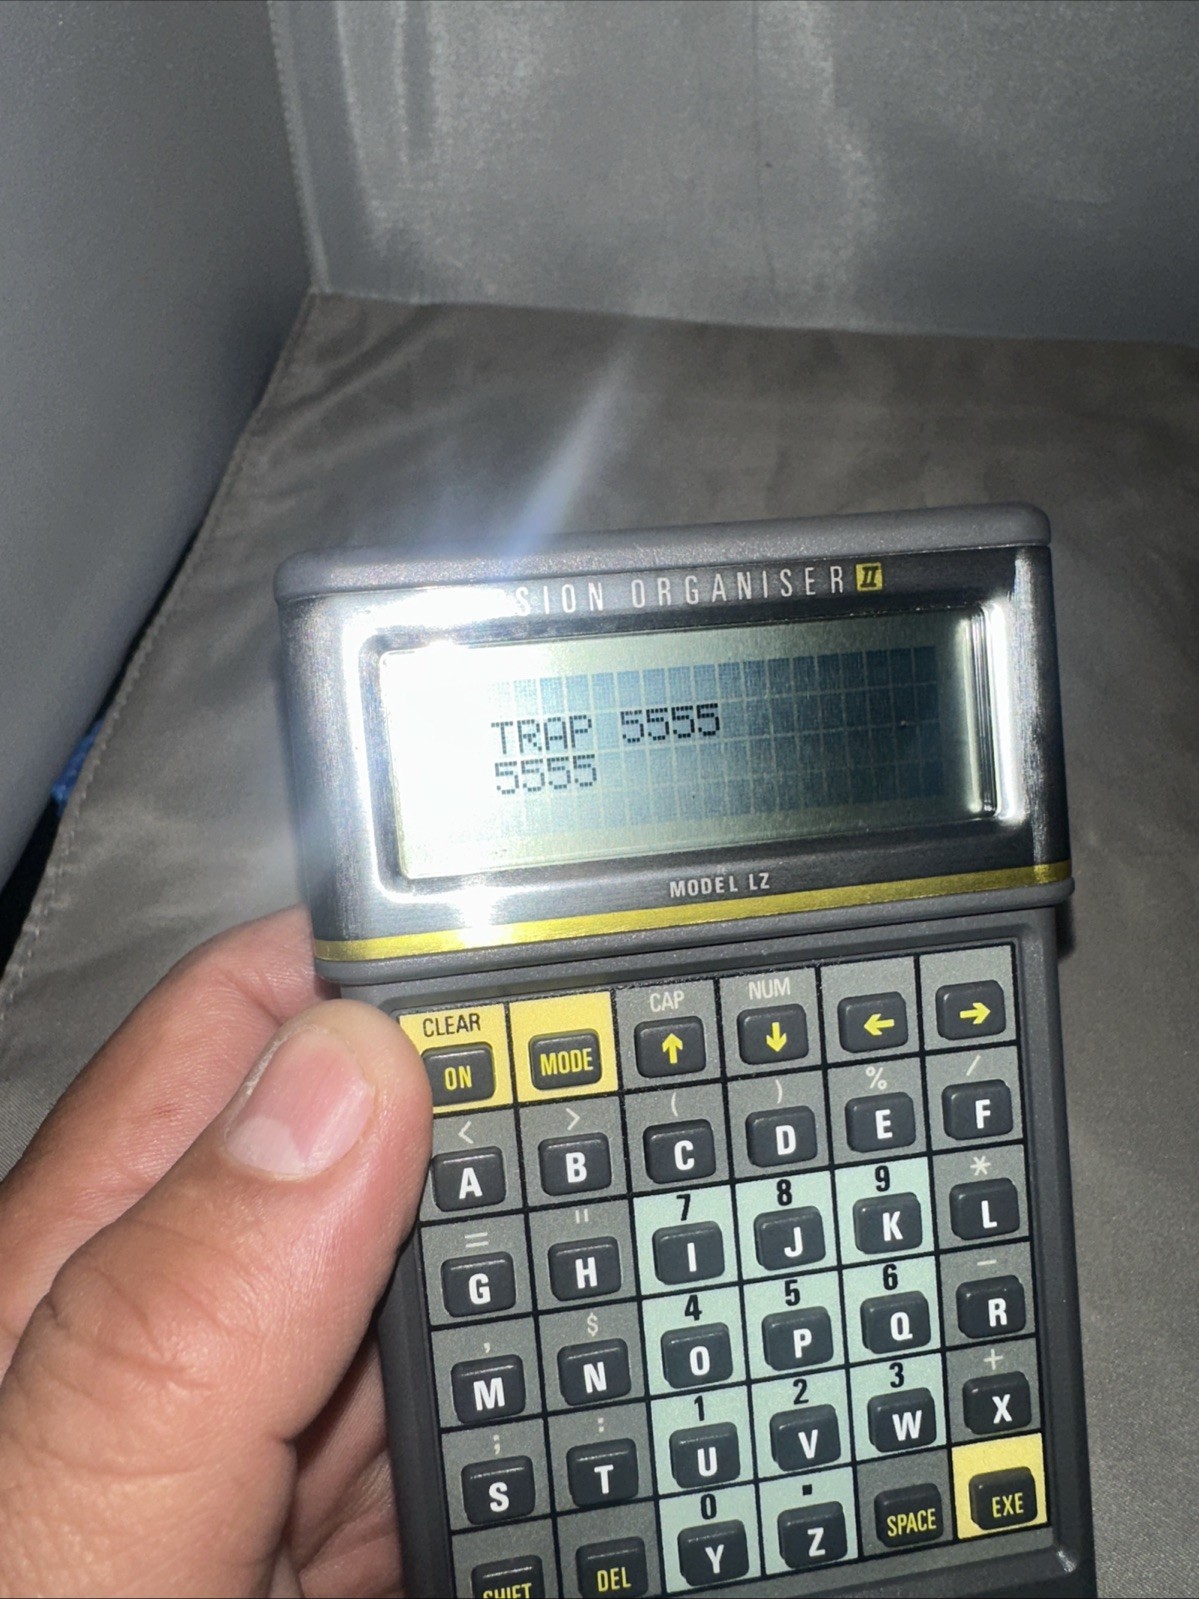 SION ORGANISER II
TRAP 5555
5555
MODEL LZ
CLEAR CAP NUM
ON MODE ↑ ↓ ← →
< > ( ) % /
A B C D E F
= " 7 8 9 *
G H I J K L
, $ 4 5 6 -
M N O P Q R
; : 1 2 3 +
S T U V W X
0 .
SHIFT DEL Y Z SPACE EXE